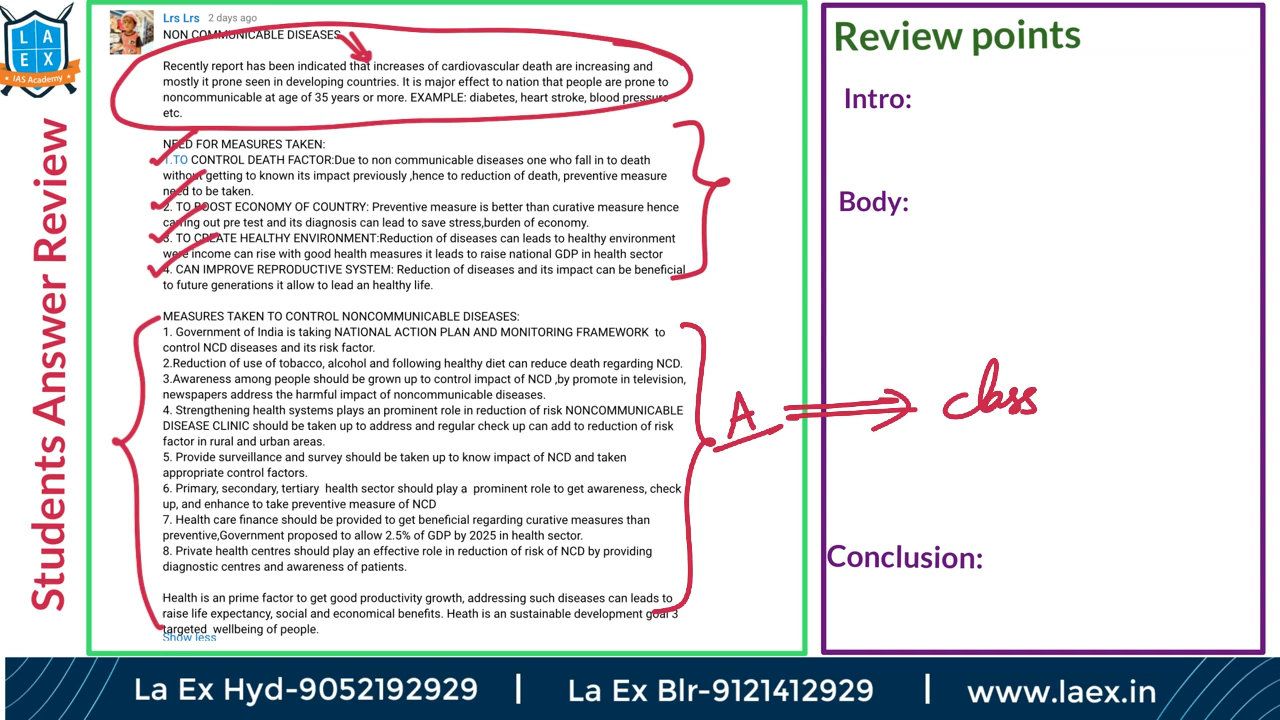 LA
EX
IAS Academy
Students Answer Review
Lrs Lrs 2 days ago
NON COMMUNICABLE DISEASES
Recently report has been indicated that increases of cardiovascular death are increasing and
mostly it prone seen in developing countries. It is major effect to nation that people are prone to
noncommunicable at age of 35 years or more. EXAMPLE: diabetes, heart stroke, blood pressure
etc.
NEED FOR MEASURES TAKEN:
1.TO CONTROL DEATH FACTOR:Due to non communicable diseases one who fall in to death
without getting to known its impact previously ,hence to reduction of death, preventive measure
need to be taken.
2. TO BOOST ECONOMY OF COUNTRY: Preventive measure is better than curative measure hence
carring out pre test and its diagnosis can lead to save stress,burden of economy.
3. TO CREATE HEALTHY ENVIRONMENT:Reduction of diseases can leads to healthy environment
were income can rise with good health measures it leads to raise national GDP in health sector
4. CAN IMPROVE REPRODUCTIVE SYSTEM: Reduction of diseases and its impact can be beneficial
to future generations it allow to lead an healthy life.
MEASURES TAKEN TO CONTROL NONCOMMUNICABLE DISEASES:
1. Government of India is taking NATIONAL ACTION PLAN AND MONITORING FRAMEWORK to
control NCD diseases and its risk factor.
2.Reduction of use of tobacco, alcohol and following healthy diet can reduce death regarding NCD.
3.Awareness among people should be grown up to control impact of NCD ,by promote in television,
newspapers address the harmful impact of noncommunicable diseases.
4. Strengthening health systems plays an prominent role in reduction of risk NONCOMMUNICABLE
DISEASE CLINIC should be taken up to address and regular check up can add to reduction of risk
factor in rural and urban areas.
5. Provide surveillance and survey should be taken up to know impact of NCD and taken
appropriate control factors.
6. Primary, secondary, tertiary health sector should play a prominent role to get awareness, check
up, and enhance to take preventive measure of NCD
7. Health care finance should be provided to get beneficial regarding curative measures than
preventive,Government proposed to allow 2.5% of GDP by 2025 in health sector.
8. Private health centres should play an effective role in reduction of risk of NCD by providing
diagnostic centres and awareness of patients.
Health is an prime factor to get good productivity growth, addressing such diseases can leads to
raise life expectancy, social and economical benefits. Heath is an sustainable development goal 3
targeted wellbeing of people.
Show less
A
class
Review points
Intro:
Body:
Conclusion:
La Ex Hyd-9052192929 | La Ex Blr-9121412929 | www.laex.in